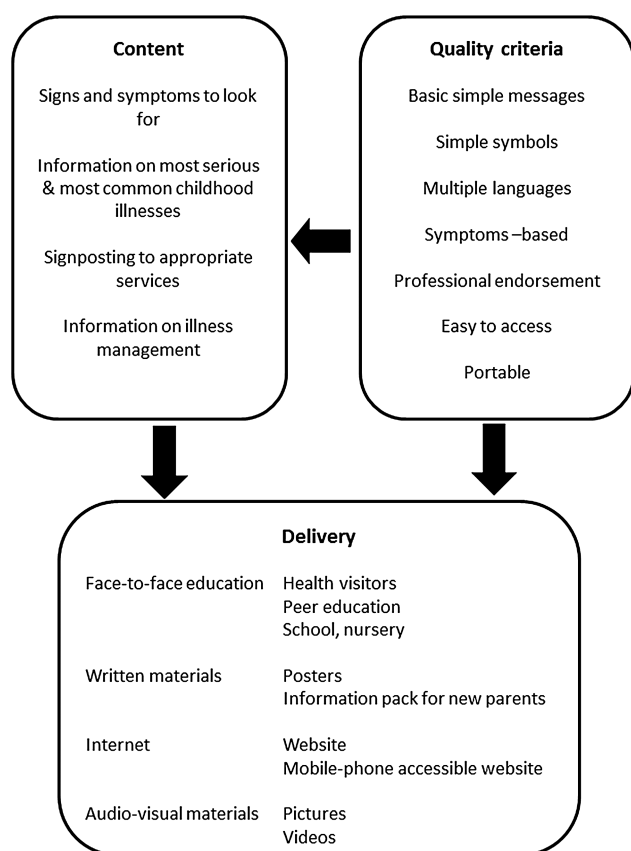 Content
Signs and symptoms to look
for
Information on most serious
& most common childhood
illnesses
Signposting to appropriate
services
Information on illness
management
Quality criteria
Basic simple messages
Simple symbols
Multiple languages
Symptoms –based
Professional endorsement
Easy to access
Portable
Delivery
Face-to-face education Health visitors
Peer education
School, nursery
Written materials Posters
Information pack for new parents
Internet Website
Mobile-phone accessible website
Audio-visual materials Pictures
Videos